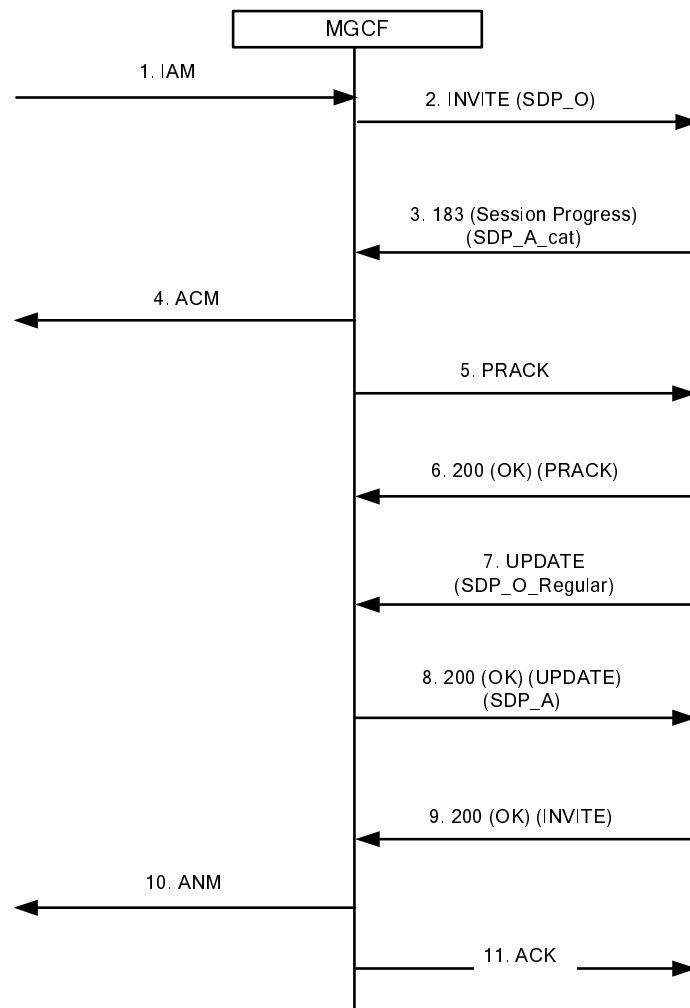 MGCF
1. IAM
2. INVITE (SDP_O)
3. 183 (Session Progress)
(SDP_A_cat)
4. ACM
5. PRACK
6. 200 (OK) (PRACK)
7. UPDATE
(SDP_O_Regular)
8. 200 (OK) (UPDATE)
(SDP_A)
9. 200 (OK) (INVITE)
10. ANM
11. ACK